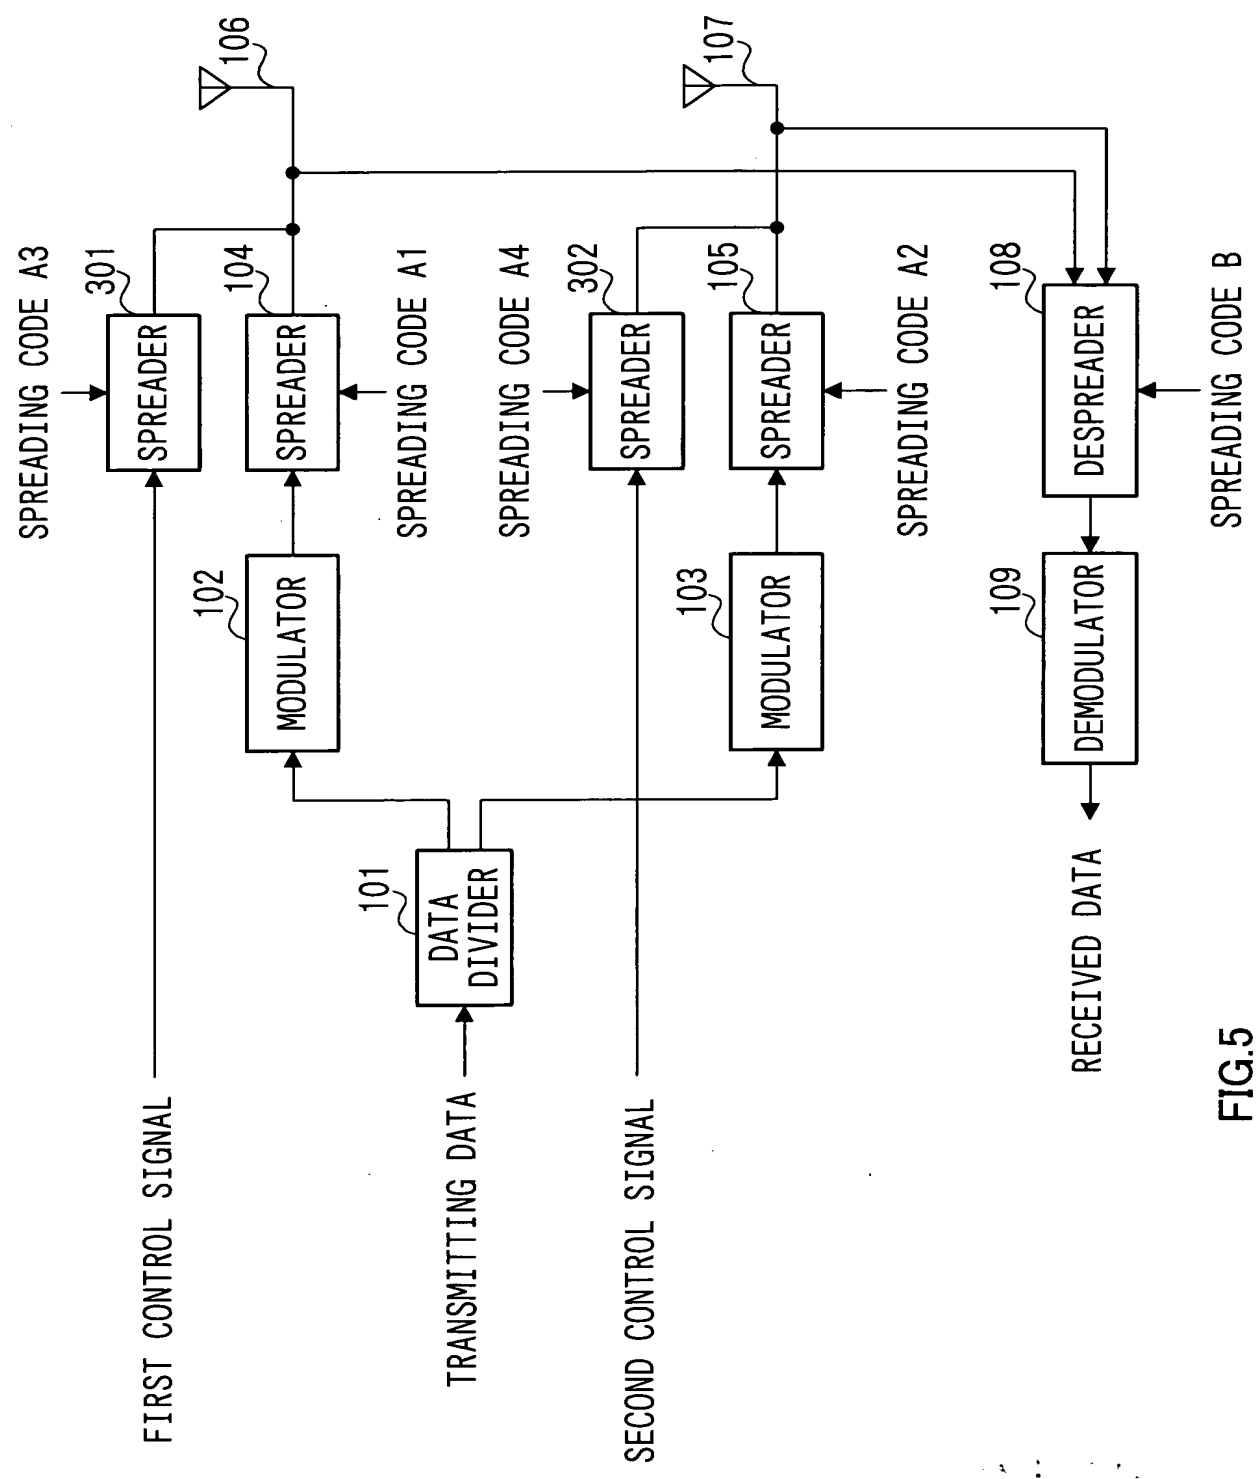 FIRST CONTROL SIGNAL
SPREADING CODE A3
301
SPREADER
106
102
MODULATOR
104
SPREADER
SPREADING CODE A1
TRANSMITTING DATA
101
DATA
DIVIDER
SECOND CONTROL SIGNAL
SPREADING CODE A4
302
SPREADER
107
103
MODULATOR
105
SPREADER
SPREADING CODE A2
RECEIVED DATA
109
DEMODULATOR
108
DESPREADER
SPREADING CODE B
FIG.5